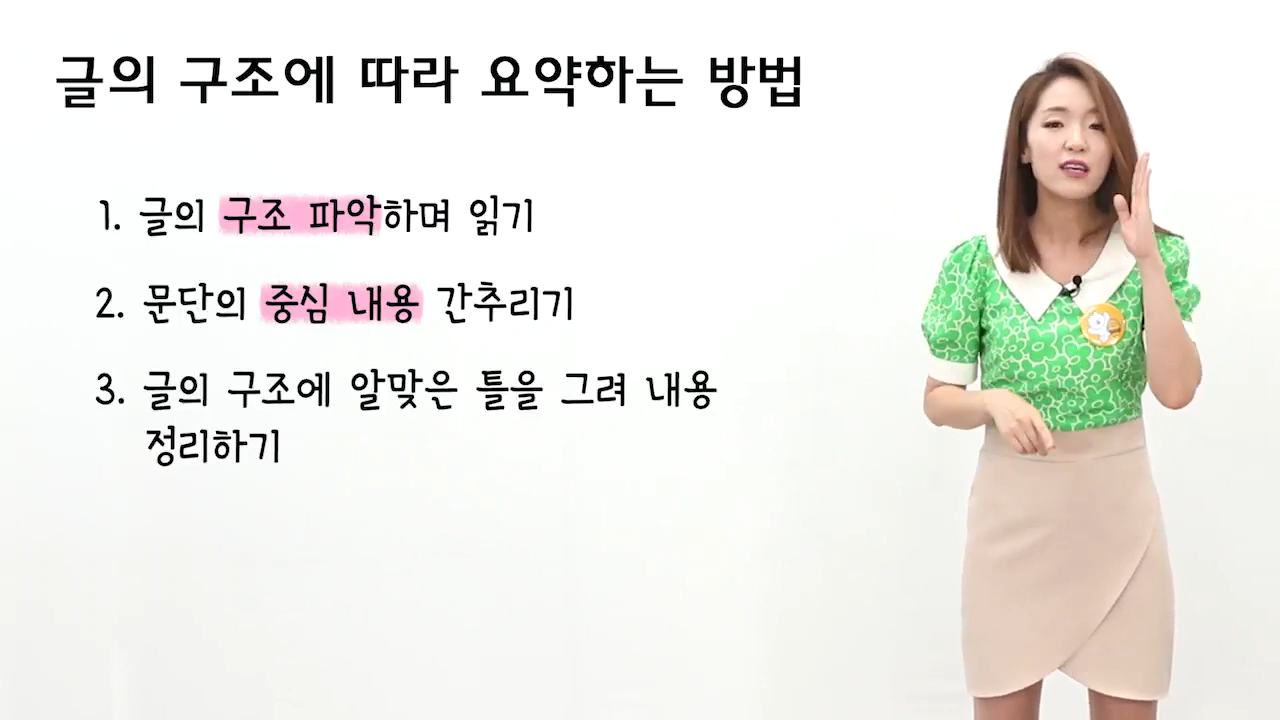 글의 구조에 따라 요약하는 방법
1. 글의 구조 파악하며 읽기
2. 문단의 중심 내용 간추리기
3. 글의 구조에 알맞은 틀을 그려 내용
정리하기